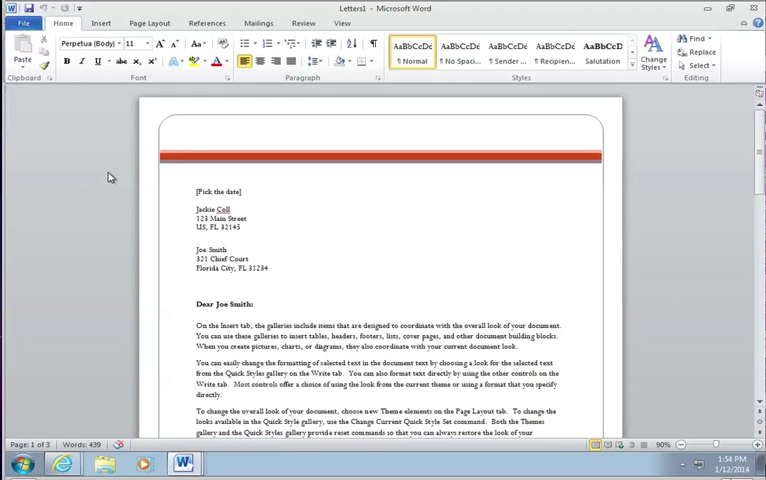 Letters1 - Microsoft Word
File Home Insert Page Layout References Mailings Review View
Perpetua (Body) 11 Aa AaBbCcDc AaBbCcDc AaBbCcDc AaBbCcDc AaBbCcD Find
Paste B I U abc x₂ x² A ¶ Normal ¶ No Spaci... ¶ Sender ... ¶ Recipien... Salutation Change Styles Replace
Select
Clipboard Font Paragraph Styles Editing
[Pick the date]
Jackie Coll
123 Main Street
US, FL 32145
Joe Smith
321 Chief Court
Florida City, FL 31234
Dear Joe Smith:
On the Insert tab, the galleries include items that are designed to coordinate with the overall look of your document.
You can use these galleries to insert tables, headers, footers, lists, cover pages, and other document building blocks.
When you create pictures, charts, or diagrams, they also coordinate with your current document look.
You can easily change the formatting of selected text in the document text by choosing a look for the selected text
from the Quick Styles gallery on the Write tab. You can also format text directly by using the other controls on the
Write tab. Most controls offer a choice of using the look from the current theme or using a format that you specify
directly.
To change the overall look of your document, choose new Theme elements on the Page Layout tab. To change the
looks available in the Quick Style gallery, use the Change Current Quick Style Set command. Both the Themes
gallery and the Quick Styles gallery provide reset commands so that you can always restore the look of your
Page: 1 of 3 Words: 439 90%
1:54 PM
1/12/2014